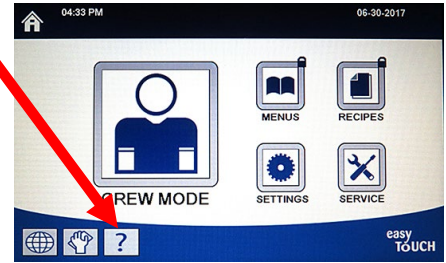 04:33 PM
06-30-2017
MENUS
RECIPES
CREW MODE
SETTINGS
SERVICE
?
easy
TOUCH